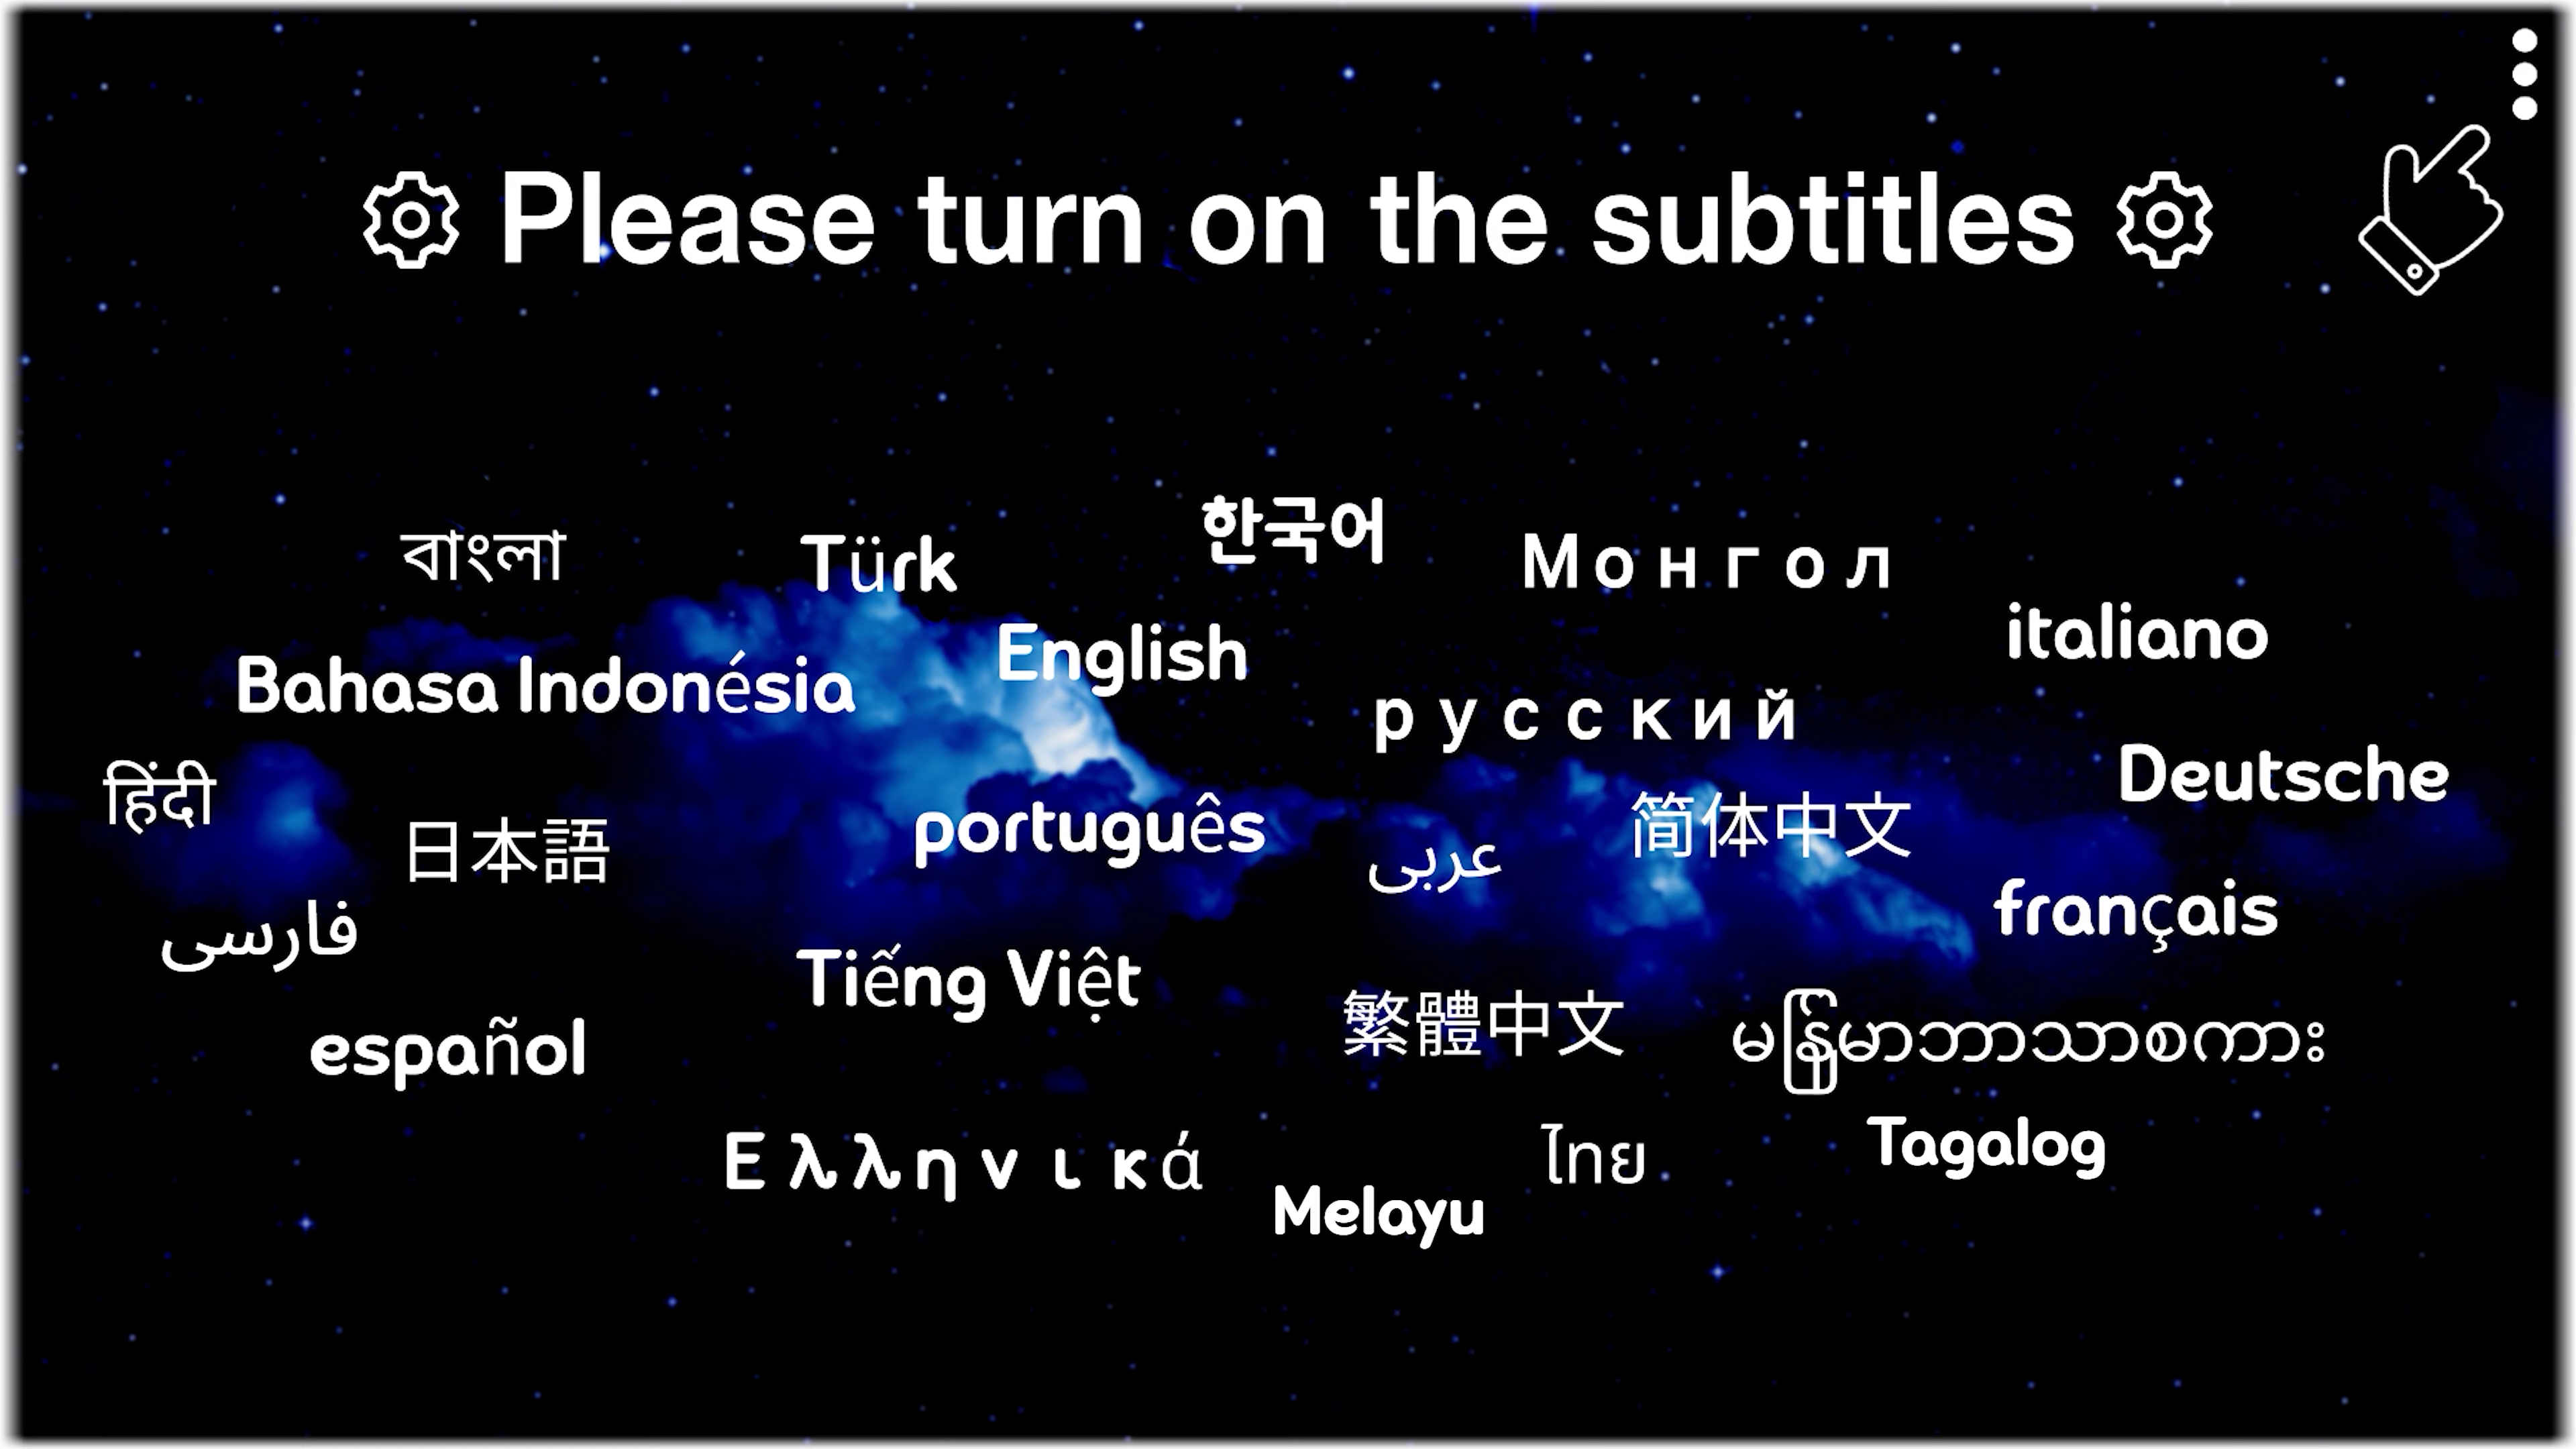 Please turn on the subtitles
한국어
বাংলা
Türk
Монгол
italiano
English
Bahasa Indonésia
русский
Deutsche
हिंदी
português
简体中文
日本語
عربى
français
فارسی
Tiếng Việt
繁體中文
မြန်မာဘာသာစကား
español
Ελληνικά
ไทย
Tagalog
Melayu